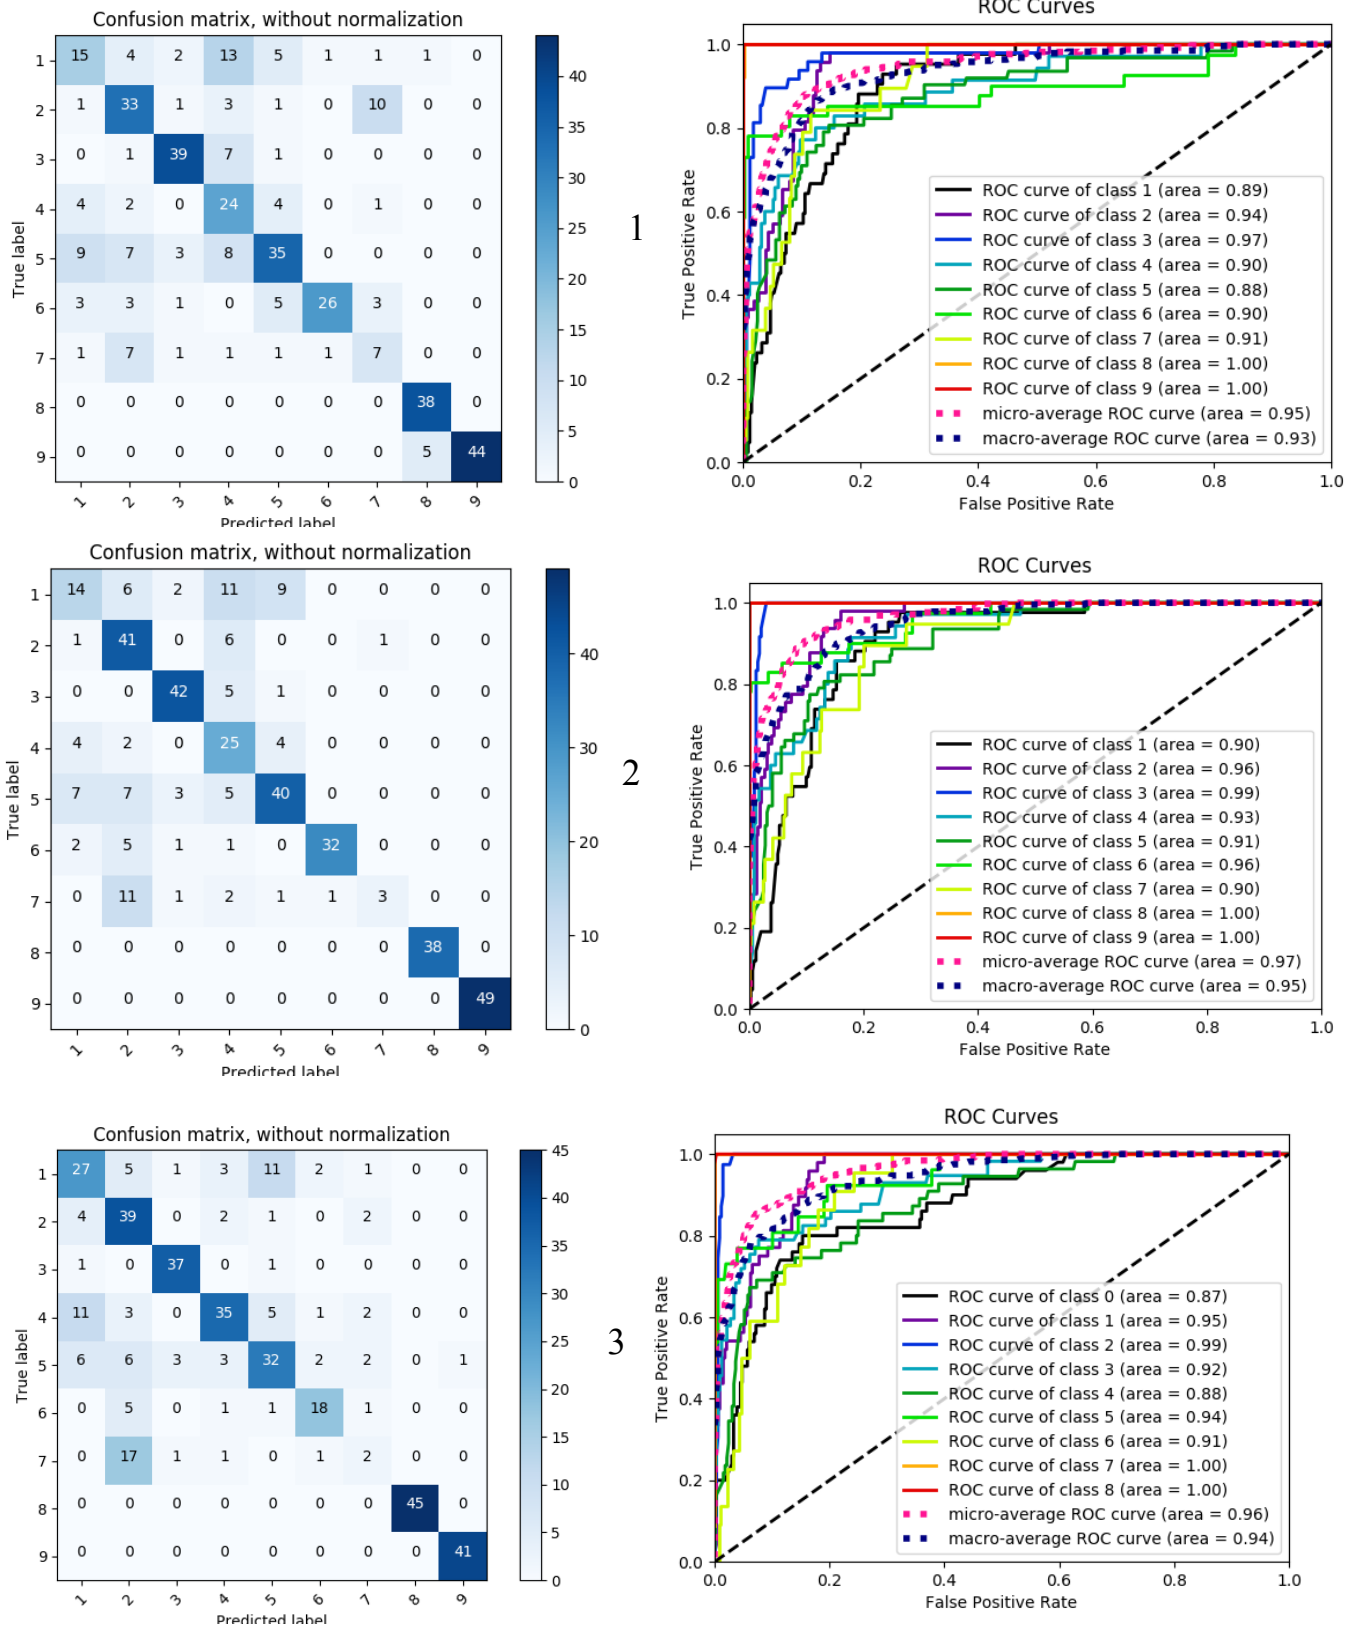 Confusion matrix, without normalization
1 15 4 2 13 5 1 1 1 0
2 1 33 1 3 1 0 10 0 0
3 0 1 39 7 1 0 0 0 0
4 4 2 0 24 4 0 1 0 0
5 9 7 3 8 35 0 0 0 0
6 3 3 1 0 5 26 3 0 0
7 1 7 1 1 1 1 7 0 0
8 0 0 0 0 0 0 0 38 0
9 0 0 0 0 0 0 0 5 44
1 2 3 4 5 6 7 8 9
True label
Predicted label
40
35
30
25
20
15
10
5
0
1
ROC Curves
1.0
0.8
0.6
0.4
0.2
0.0
True Positive Rate
ROC curve of class 1 (area = 0.89)
ROC curve of class 2 (area = 0.94)
ROC curve of class 3 (area = 0.97)
ROC curve of class 4 (area = 0.90)
ROC curve of class 5 (area = 0.88)
ROC curve of class 6 (area = 0.90)
ROC curve of class 7 (area = 0.91)
ROC curve of class 8 (area = 1.00)
ROC curve of class 9 (area = 1.00)
micro-average ROC curve (area = 0.95)
macro-average ROC curve (area = 0.93)
0.0 0.2 0.4 0.6 0.8 1.0
False Positive Rate
Confusion matrix, without normalization
1 14 6 2 11 9 0 0 0 0
2 1 41 0 6 0 0 1 0 0
3 0 0 42 5 1 0 0 0 0
4 4 2 0 25 4 0 0 0 0
5 7 7 3 5 40 0 0 0 0
6 2 5 1 1 0 32 0 0 0
7 0 11 1 2 1 1 3 0 0
8 0 0 0 0 0 0 0 38 0
9 0 0 0 0 0 0 0 0 49
1 2 3 4 5 6 7 8 9
True label
Predicted label
40
30
20
10
0
2
ROC Curves
1.0
0.8
0.6
0.4
0.2
0.0
True Positive Rate
ROC curve of class 1 (area = 0.90)
ROC curve of class 2 (area = 0.96)
ROC curve of class 3 (area = 0.99)
ROC curve of class 4 (area = 0.93)
ROC curve of class 5 (area = 0.91)
ROC curve of class 6 (area = 0.96)
ROC curve of class 7 (area = 0.90)
ROC curve of class 8 (area = 1.00)
ROC curve of class 9 (area = 1.00)
micro-average ROC curve (area = 0.97)
macro-average ROC curve (area = 0.95)
0.0 0.2 0.4 0.6 0.8 1.0
False Positive Rate
Confusion matrix, without normalization
1 27 5 1 3 11 2 1 0 0
2 4 39 0 2 1 0 2 0 0
3 1 0 37 0 1 0 0 0 0
4 11 3 0 35 5 1 2 0 0
5 6 6 3 3 32 2 2 0 1
6 0 5 0 1 1 18 1 0 0
7 0 17 1 1 0 1 2 0 0
8 0 0 0 0 0 0 0 45 0
9 0 0 0 0 0 0 0 0 41
1 2 3 4 5 6 7 8 9
True label
Predicted label
45
40
35
30
25
20
15
10
5
0
3
ROC Curves
1.0
0.8
0.6
0.4
0.2
0.0
True Positive Rate
ROC curve of class 0 (area = 0.87)
ROC curve of class 1 (area = 0.95)
ROC curve of class 2 (area = 0.99)
ROC curve of class 3 (area = 0.92)
ROC curve of class 4 (area = 0.88)
ROC curve of class 5 (area = 0.94)
ROC curve of class 6 (area = 0.91)
ROC curve of class 7 (area = 1.00)
ROC curve of class 8 (area = 1.00)
micro-average ROC curve (area = 0.96)
macro-average ROC curve (area = 0.94)
0.0 0.2 0.4 0.6 0.8 1.0
False Positive Rate